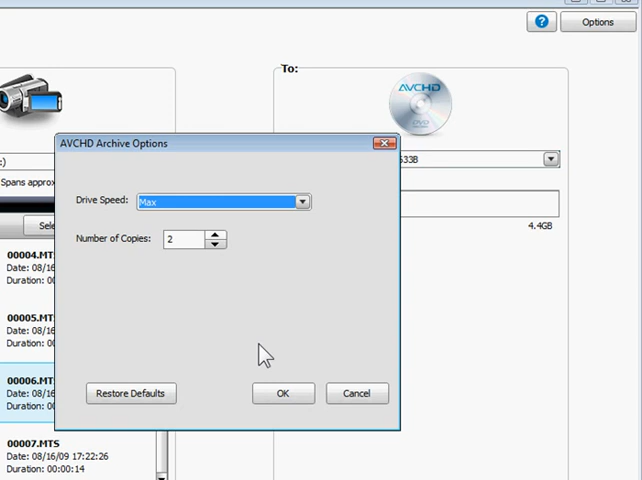 ?
Options
To:
AVCHD
DVD
:)
633B
Spans approx
4.4GB
Sele
00004.MTS
Date: 08/16
Duration: 00
00005.MTS
Date: 08/16
Duration: 00
00006.MTS
Date: 08/16
Duration: 00
00007.MTS
Date: 08/16/09 17:22:26
Duration: 00:00:14
AVCHD Archive Options
Drive Speed: Max
Number of Copies: 2
Restore Defaults
OK
Cancel